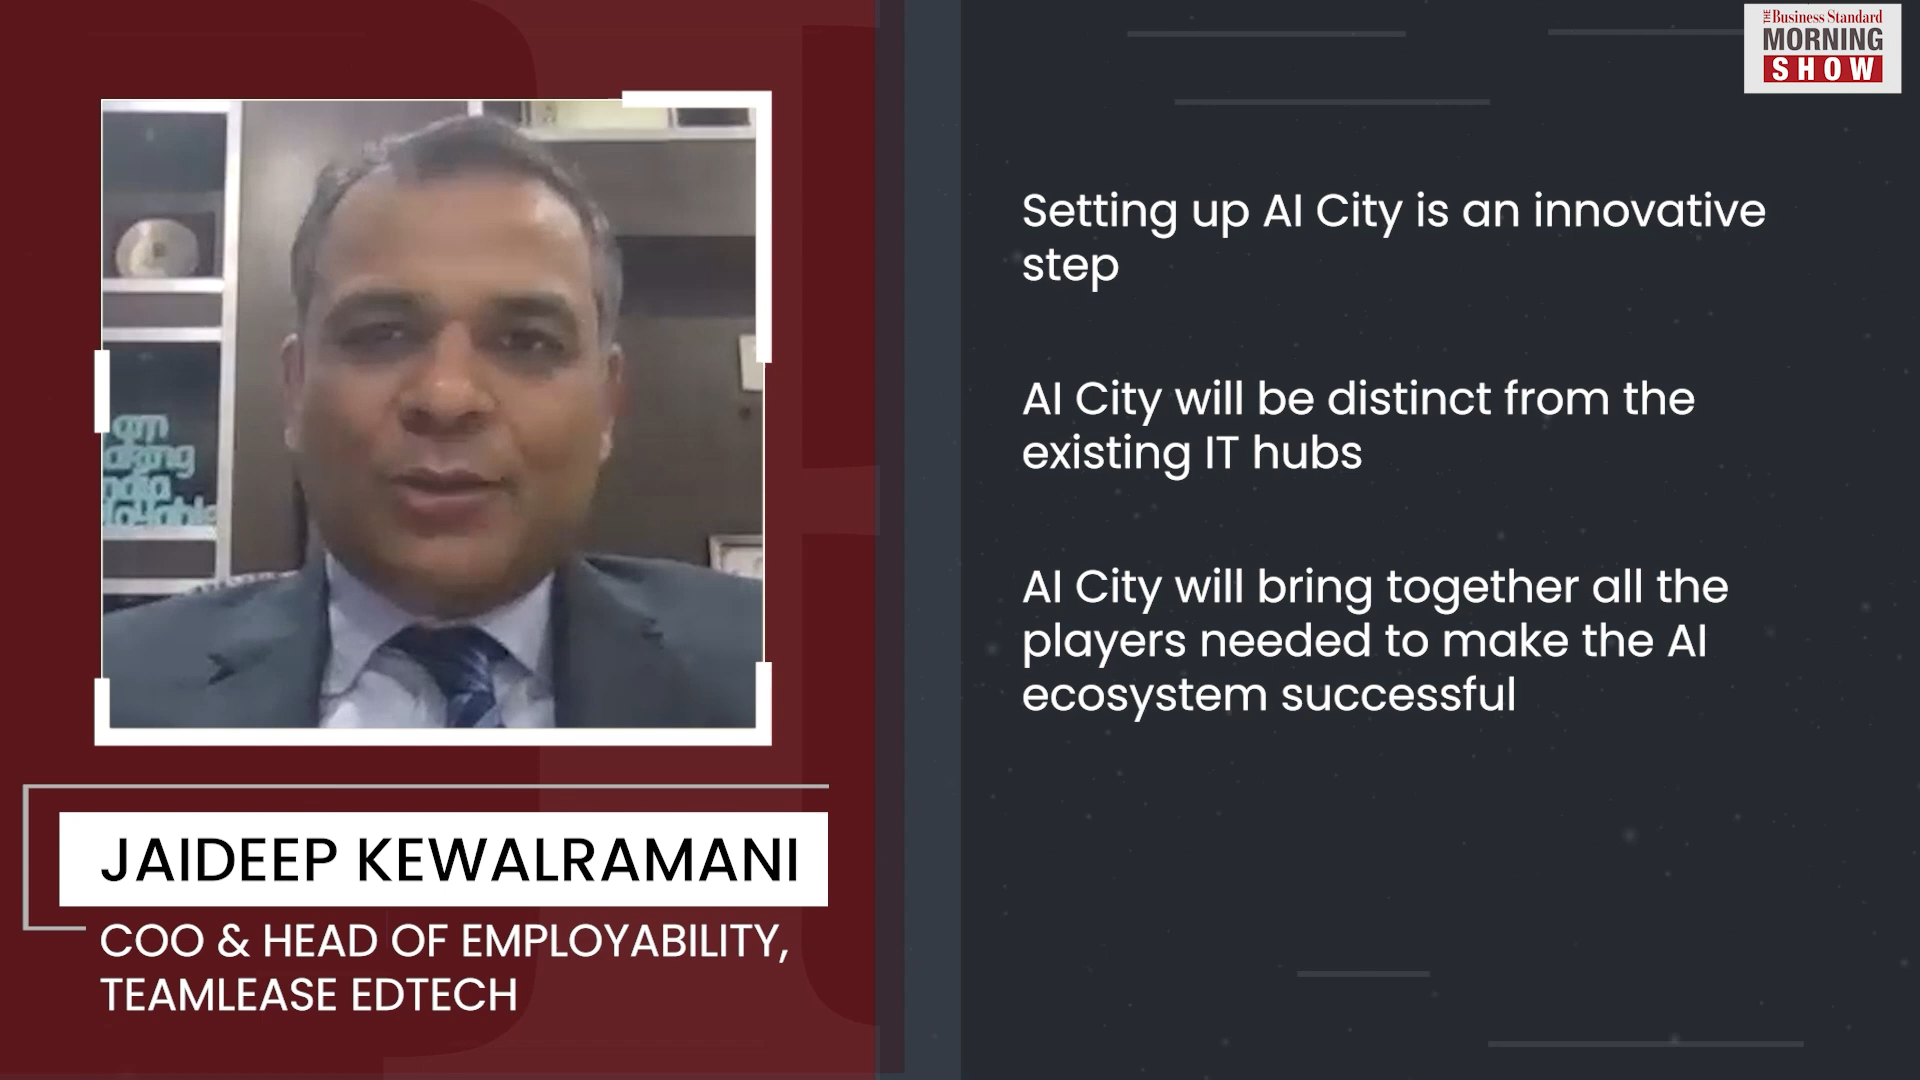 THE Business Standard
MORNING
SHOW
Setting up AI City is an innovative
step
AI City will be distinct from the
existing IT hubs
AI City will bring together all the
players needed to make the AI
ecosystem successful
JAIDEEP KEWALRAMANI
COO & HEAD OF EMPLOYABILITY,
TEAMLEASE EDTECH